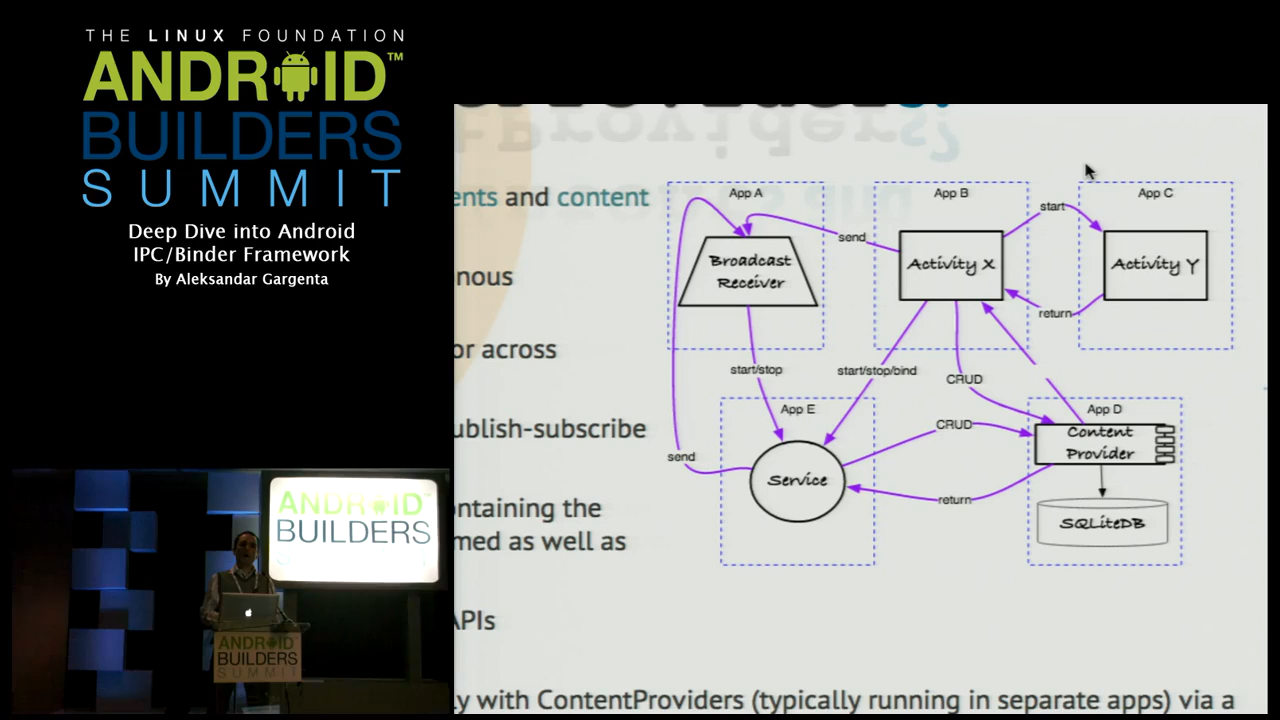 THE LINUX FOUNDATION
ANDROID™
BUILDERS
SUMMIT
Deep Dive into Android
IPC/Binder Framework
By Aleksandar Gargenta
ents and content
nous
or across
ublish-subscribe
ntaining the
med as well as
APIs
ly with ContentProviders (typically running in separate apps) via a
App A
Broadcast
Receiver
App B
Activity X
App C
Activity Y
send
start
return
start/stop
start/stop/bind
CRUD
App E
Service
send
CRUD
return
App D
Content
Provider
SQLiteDB
ANDROID
BUILDERS
ANDROID
BUILDERS
SUMMIT